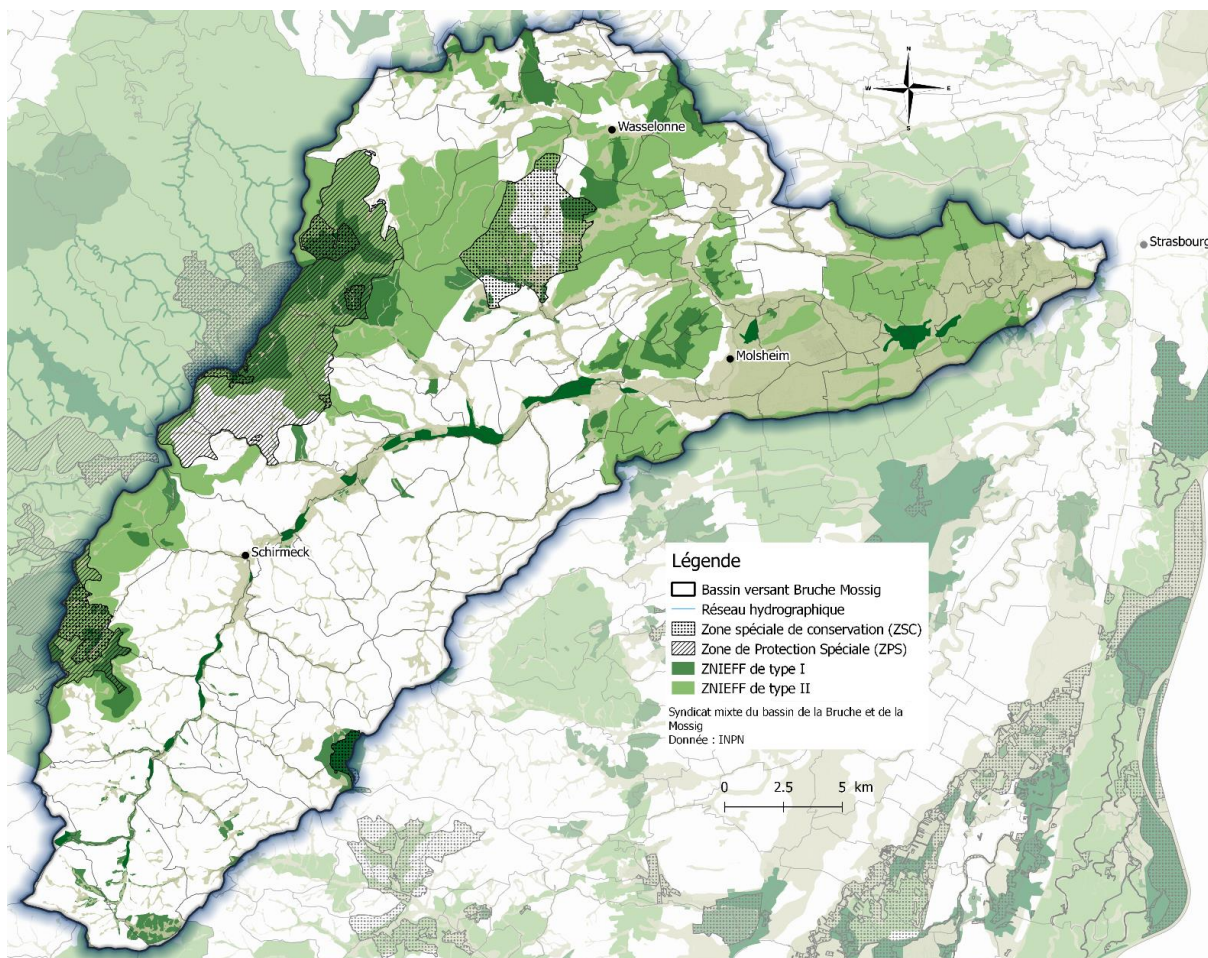 N
W
E
S
Wasselonne
Strasbourg
Molsheim
Schirmeck
Légende
Bassin versant Bruche Mossig
Réseau hydrographique
Zone spéciale de conservation (ZSC)
Zone de Protection Spéciale (ZPS)
ZNIEFF de type I
ZNIEFF de type II
Syndicat mixte du bassin de la Bruche et de la
Mossig
Donnée : INPN
0 2.5 5 km